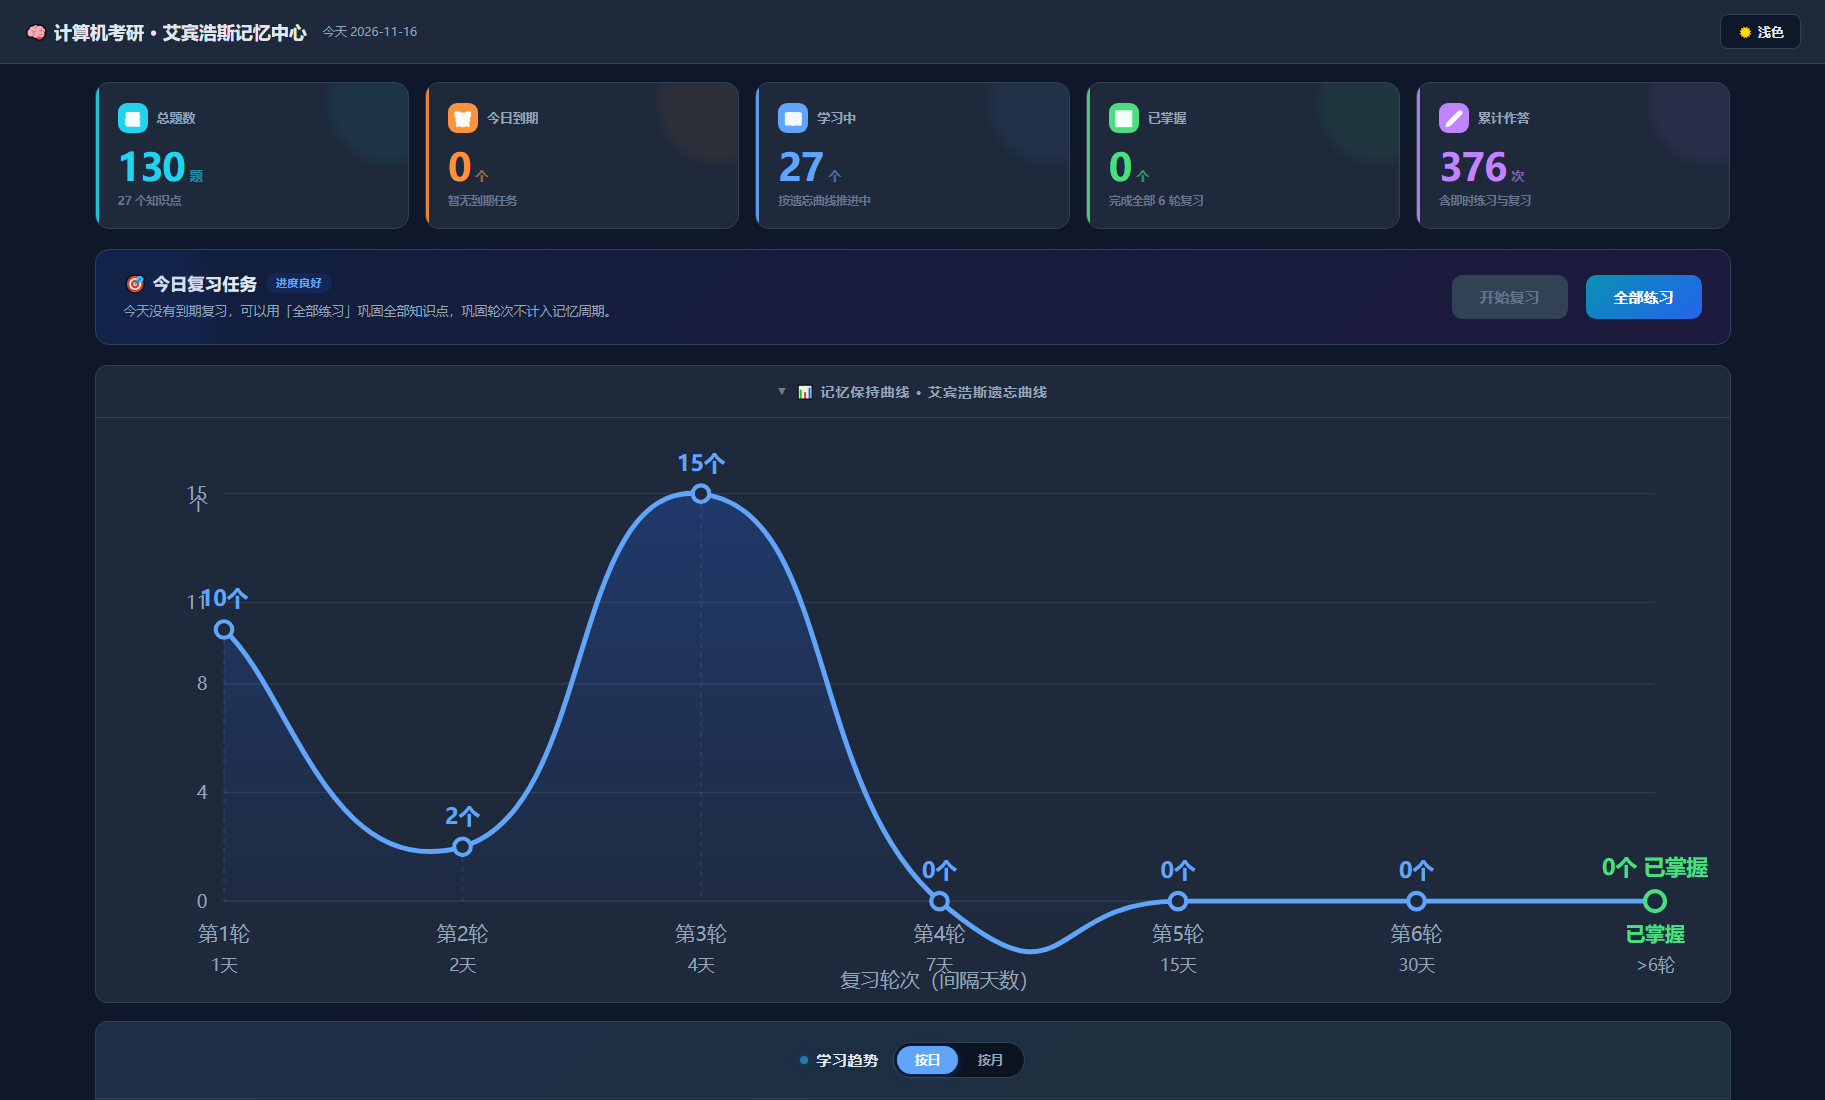 🧠 计算机考研 • 艾宾浩斯记忆中心 今天 2026-11-16
浅色
总题数
130 题
27 个知识点
今日到期
0 个
暂无到期任务
学习中
27 个
按遗忘曲线推进中
已掌握
0 个
完成全部 6 轮复习
累计作答
376 次
含即时练习与复习
🎯 今日复习任务 进度良好
今天没有到期复习，可以用「全部练习」巩固全部知识点，巩固轮次不计入记忆周期。
开始复习
全部练习
▼ 📊 记忆保持曲线 • 艾宾浩斯遗忘曲线
15个
15
个
11
10个
8
2个
4
0个
0个
0个
0个 已掌握
0
第1轮
第2轮
第3轮
第4轮
第5轮
第6轮
已掌握
1天
2天
4天
7天
15天
30天
>6轮
复习轮次（间隔天数）
学习趋势
按日
按月